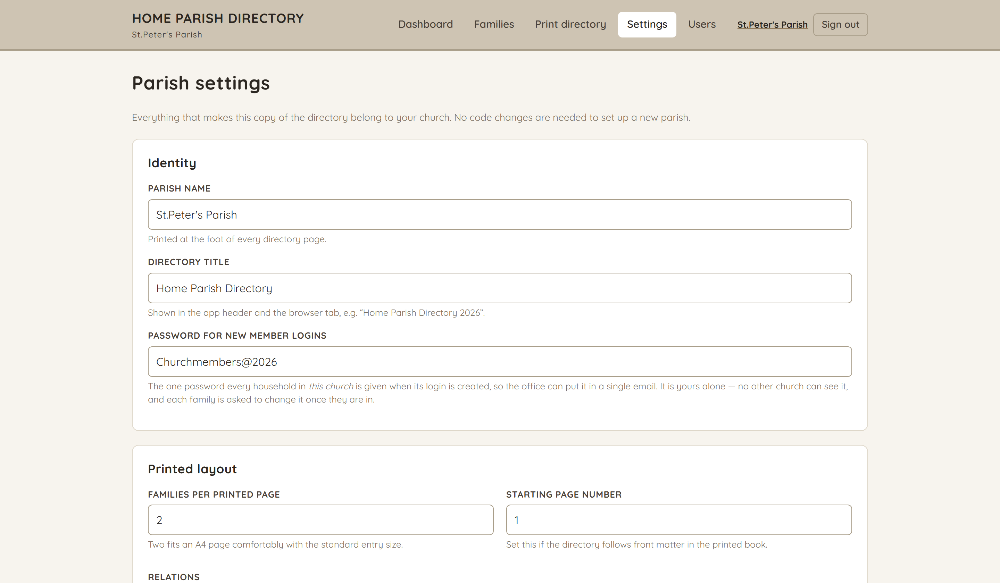 HOME PARISH DIRECTORY
St.Peter's Parish
Dashboard Families Print directory Settings Users St.Peter's Parish Sign out
Parish settings
Everything that makes this copy of the directory belong to your church. No code changes are needed to set up a new parish.
Identity
PARISH NAME
St.Peter's Parish
Printed at the foot of every directory page.
DIRECTORY TITLE
Home Parish Directory
Shown in the app header and the browser tab, e.g. “Home Parish Directory 2026”.
PASSWORD FOR NEW MEMBER LOGINS
Churchmembers@2026
The one password every household in this church is given when its login is created, so the office can put it in a single email. It is yours alone — no other church can see it,
and each family is asked to change it once they are in.
Printed layout
FAMILIES PER PRINTED PAGE
2
Two fits an A4 page comfortably with the standard entry size.
STARTING PAGE NUMBER
1
Set this if the directory follows front matter in the printed book.
RELATIONS